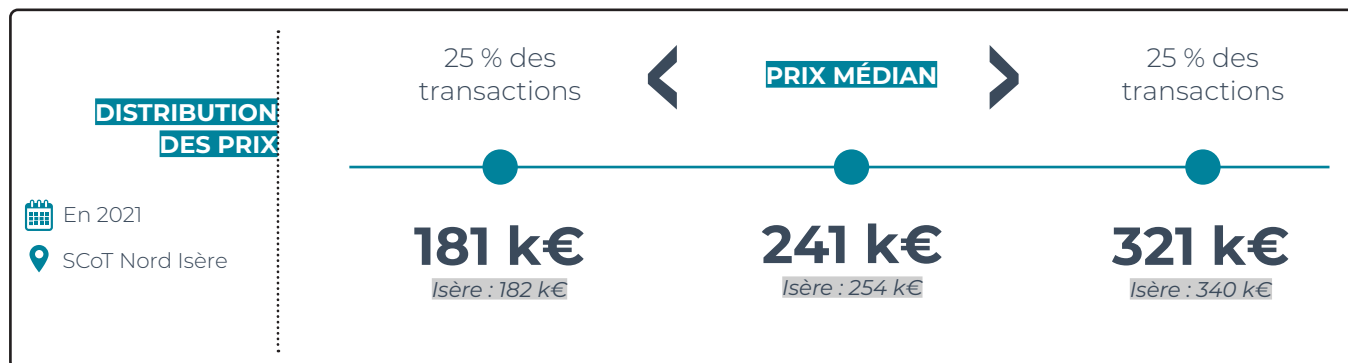 DISTRIBUTION
DES PRIX
En 2021
SCoT Nord Isère
25 % des
transactions
<
PRIX MÉDIAN
>
25 % des
transactions
181 k€
Isère : 182 k€
241 k€
Isère : 254 k€
321 k€
Isère : 340 k€